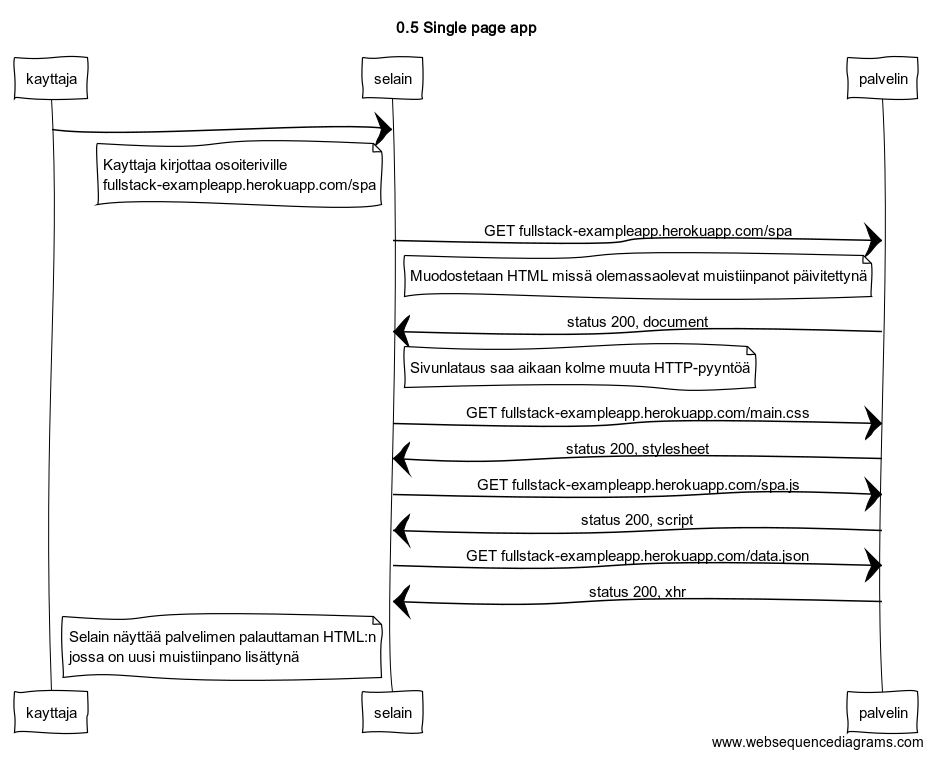 0.5 Single page app
kayttaja
selain
palvelin
Kayttaja kirjottaa osoiteriville
fullstack-exampleapp.herokuapp.com/spa
GET fullstack-exampleapp.herokuapp.com/spa
Muodostetaan HTML missä olemassaolevat muistiinpanot päivitettynä
status 200, document
Sivunlataus saa aikaan kolme muuta HTTP-pyyntöä
GET fullstack-exampleapp.herokuapp.com/main.css
status 200, stylesheet
GET fullstack-exampleapp.herokuapp.com/spa.js
status 200, script
GET fullstack-exampleapp.herokuapp.com/data.json
status 200, xhr
Selain näyttää palvelimen palauttaman HTML:n
jossa on uusi muistiinpano lisättynä
kayttaja
selain
palvelin
www.websequencediagrams.com